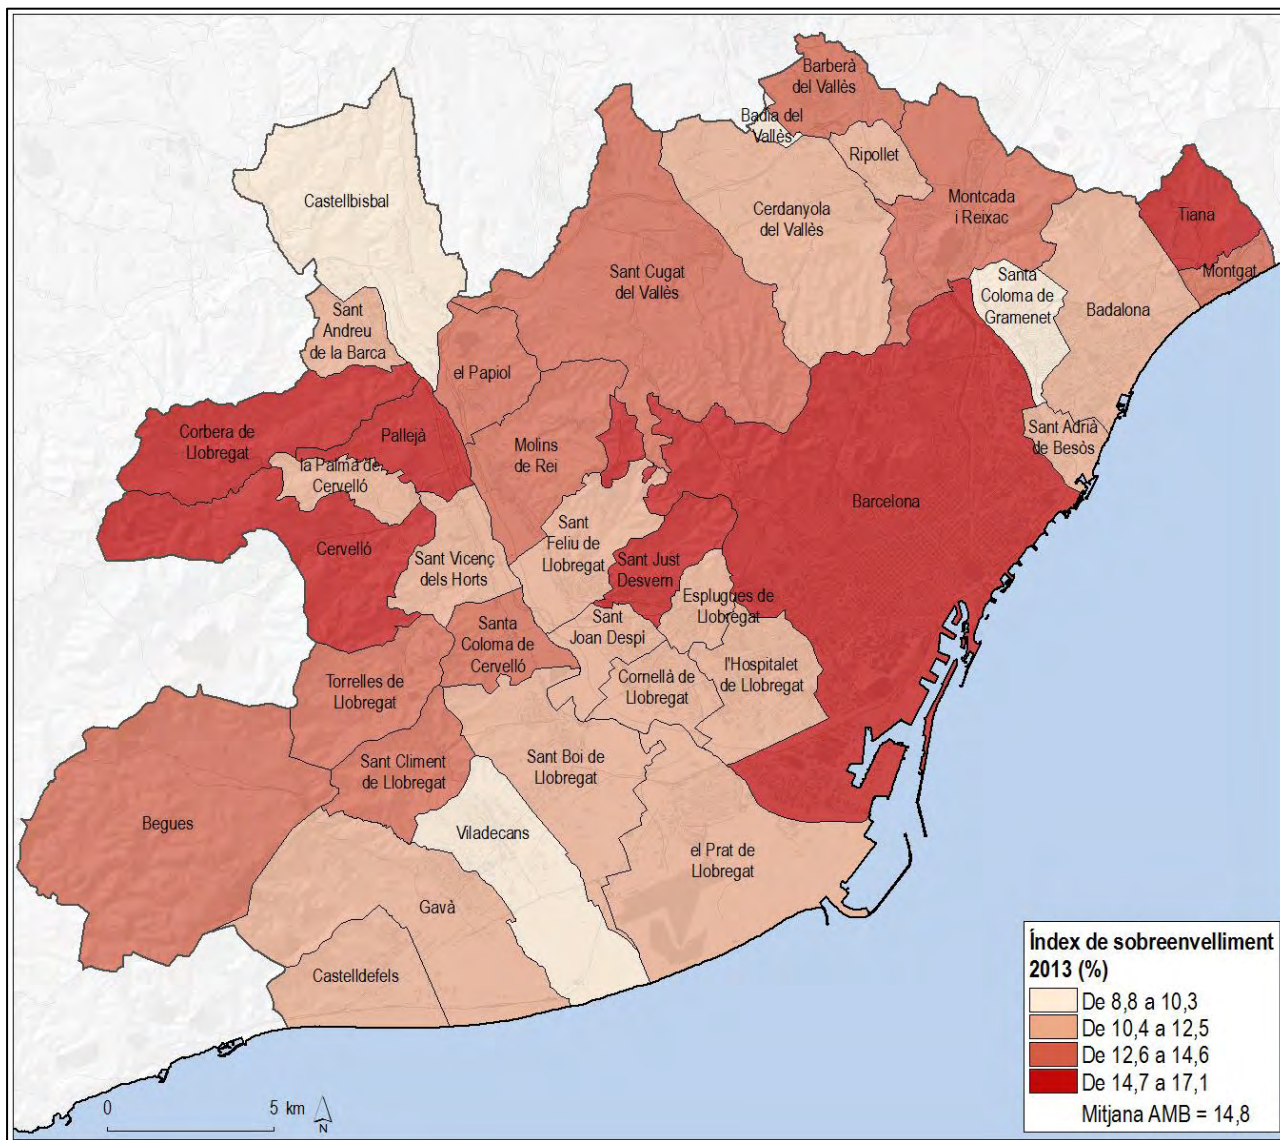 Barberà
del Vallès
Badia del
Vallès
Ripollet
Castellbisbal
Cerdanyola
del Vallès
Montcada
i Reixac
Tiana
Montgat
Sant Cugat
del Vallès
Santa
Coloma de
Gramenet
Badalona
Sant
Andreu
de la Barca
el Papiol
Corbera de
Llobregat
Pallejà
Molins
de Rei
Sant Adrià
de Besòs
la Palma de
Cervelló
Barcelona
Cervelló
Sant Vicenç
dels Horts
Sant
Feliu de
Llobregat
Sant Just
Desvern
Esplugues de
Llobregat
Santa
Coloma de
Cervelló
Sant
Joan Despi
Torrelles de
Llobregat
Cornellà de
Llobregat
l'Hospitalet
de Llobregat
Sant Climent
de Llobregat
Sant Boi de
Llobregat
Begues
Viladecans
el Prat de
Llobregat
Gavà
Castelldefels
Índex de sobreenvelliment
2013 (%)
De 8,8 a 10,3
De 10,4 a 12,5
De 12,6 a 14,6
De 14,7 a 17,1
Mitjana AMB = 14,8
0 5 km
N